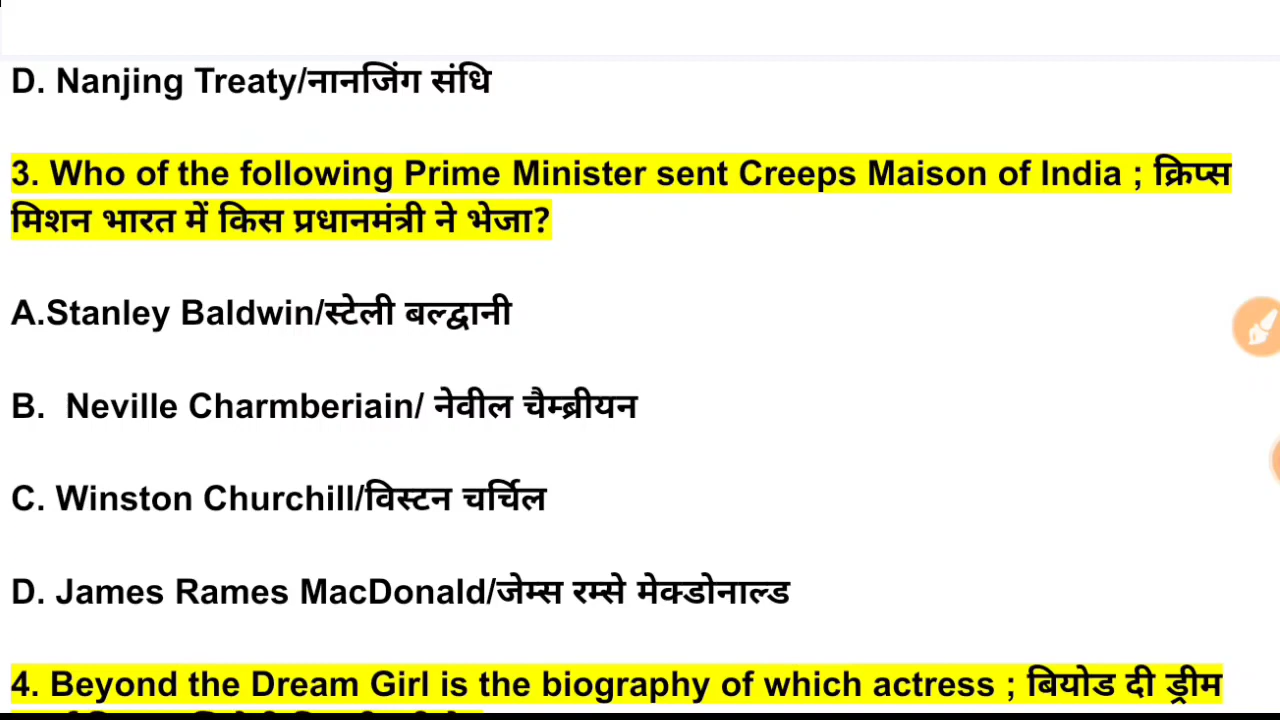 D. Nanjing Treaty/नानजिंग संधि
3. Who of the following Prime Minister sent Creeps Maison of India ; क्रिप्स
मिशन भारत में किस प्रधानमंत्री ने भेजा?
A.Stanley Baldwin/स्टेली बल्द्वानी
B. Neville Charmberiain/ नेवील चैम्ब्रीयन
C. Winston Churchill/विस्टन चर्चिल
D. James Rames MacDonald/जेम्स रम्से मेक्डोनाल्ड
4. Beyond the Dream Girl is the biography of which actress ; बियोड दी ड्रीम